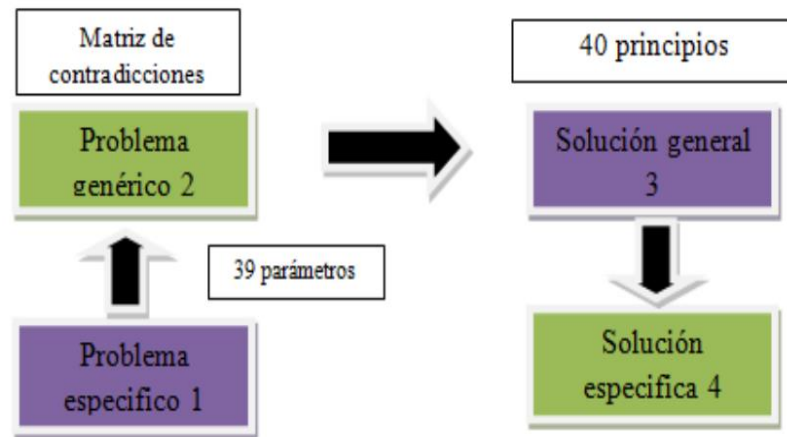 Matriz de
contradicciones
40 principios
Problema
genérico 2
Solución general
3
39 parámetros
Problema
especifico 1
Solución
especifica 4